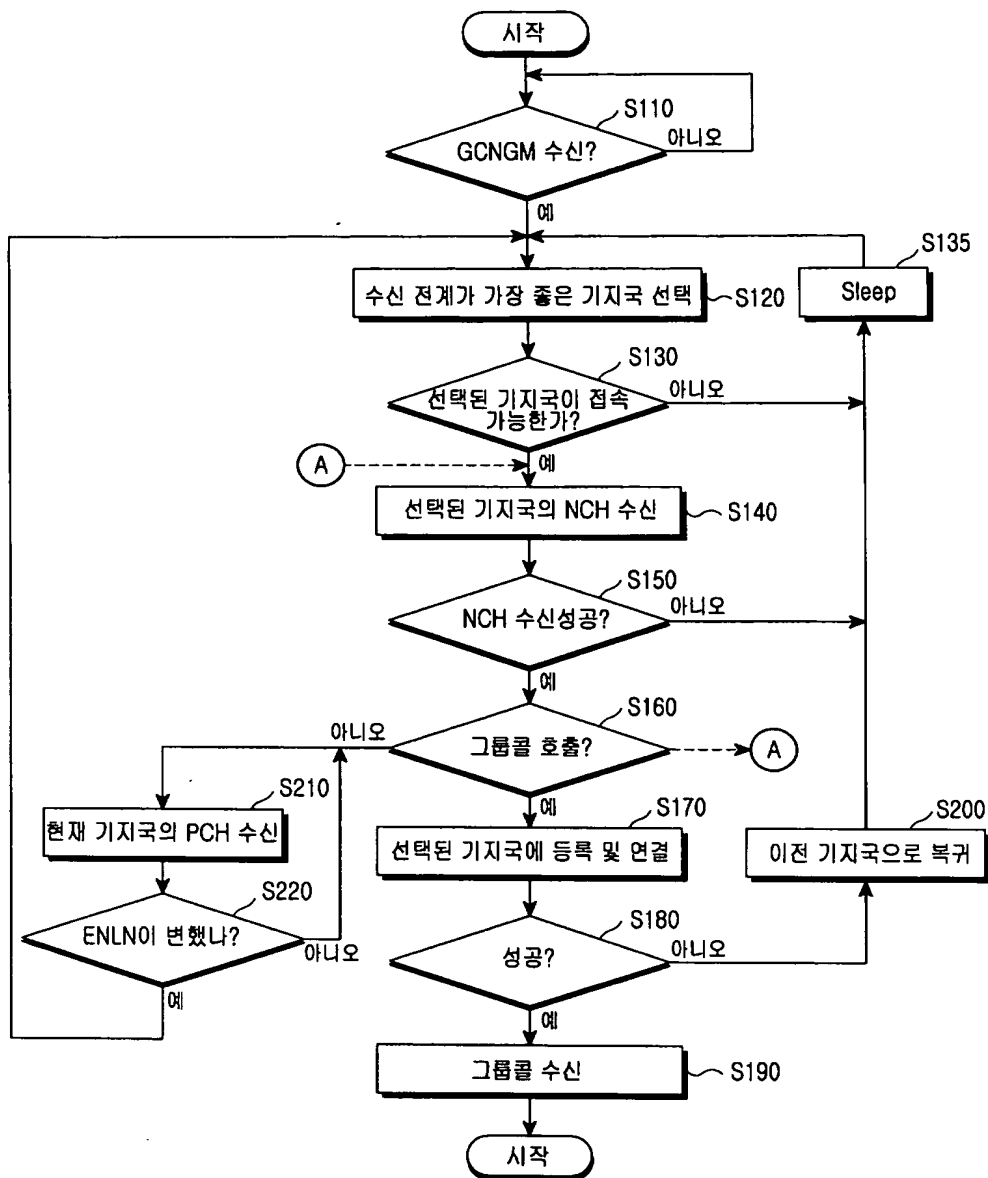 시작
S110
GCNGM 수신?
아니오
예
S135
Sleep
수신 전계가 가장 좋은 기지국 선택
S120
S130
선택된 기지국이 접속
가능한가?
아니오
예
A
선택된 기지국의 NCH 수신
S140
S150
NCH 수신성공?
아니오
예
S160
그룹콜 호출?
아니오
A
예
S210
현재 기지국의 PCH 수신
S170
선택된 기지국에 등록 및 연결
S200
이전 기지국으로 복귀
S220
ENLN이 변했나?
아니오
예
S180
성공?
아니오
예
그룹콜 수신
S190
시작